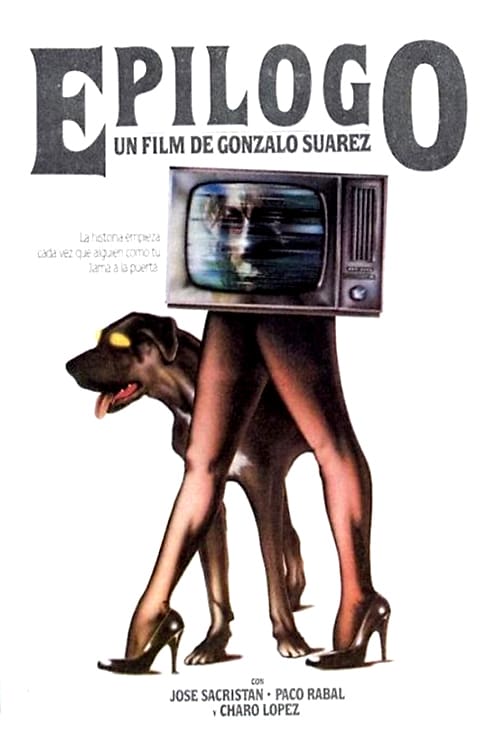 EPILOGO
UN FILM DE GONZALO SUAREZ
La historia empieza
cada vez que alguien como tu
llama a la puerta
CON
JOSE SACRISTAN • PACO RABAL
Y CHARO LOPEZ